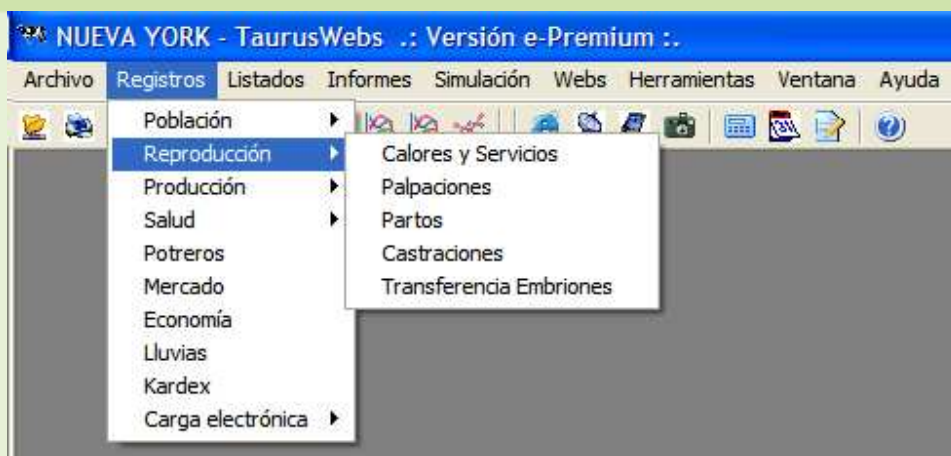 NUEVA YORK - TaurusWebs .: Versión e-Premium :.
Archivo Registros Listados Informes Simulación Webs Herramientas Ventana Ayuda
Población
Reproducción
Producción
Salud
Potreros
Mercado
Economía
Lluvias
Kardex
Carga electrónica
Calores y Servicios
Palpaciones
Partos
Castraciones
Transferencia Embriones